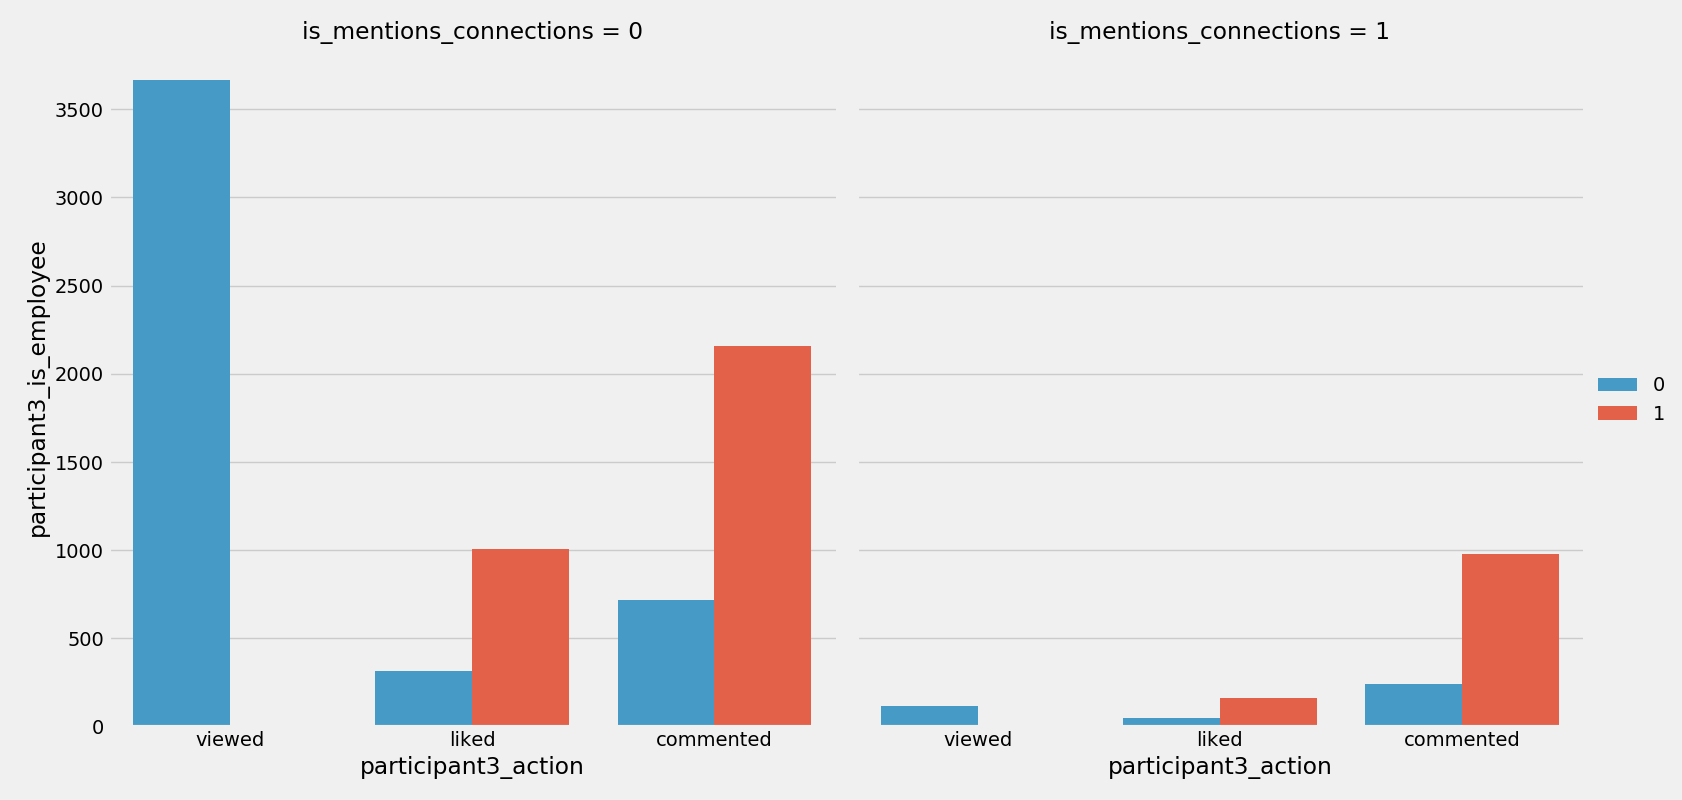 is_mentions_connections = 0
is_mentions_connections = 1
participant3_is_employee
3500
3000
2500
2000
1500
1000
500
0
viewed
liked
commented
viewed
liked
commented
participant3_action
participant3_action
0
1